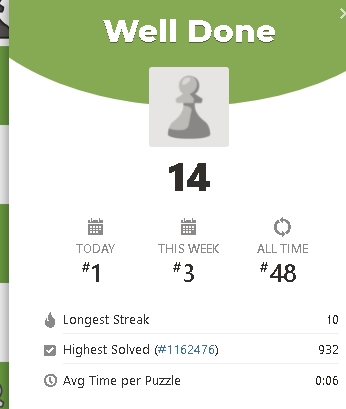 Well Done
14
TODAY THIS WEEK ALL TIME
#1 #3 #48
Longest Streak 10
Highest Solved (#1162476) 932
Avg Time per Puzzle 0:06